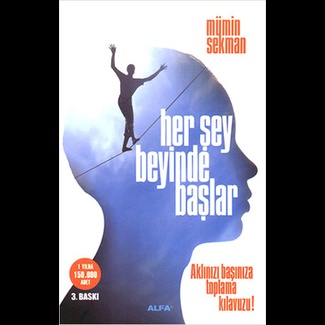 mümin
sekman
her şey
beyinde
başlar
Aklınızı başınıza
toplama
kılavuzu!
1 YILDA
150.000
ADET
3. BASKI
ALFA